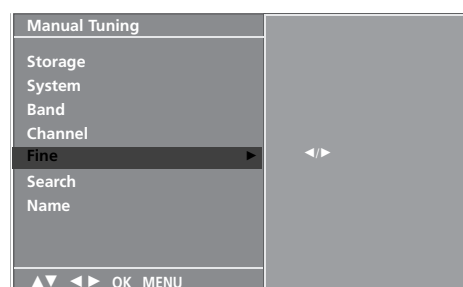 Manual Tuning
Storage
System
Band
Channel
Fine ► ◄/►
Search
Name
▲▼ ◄ ► OK MENU